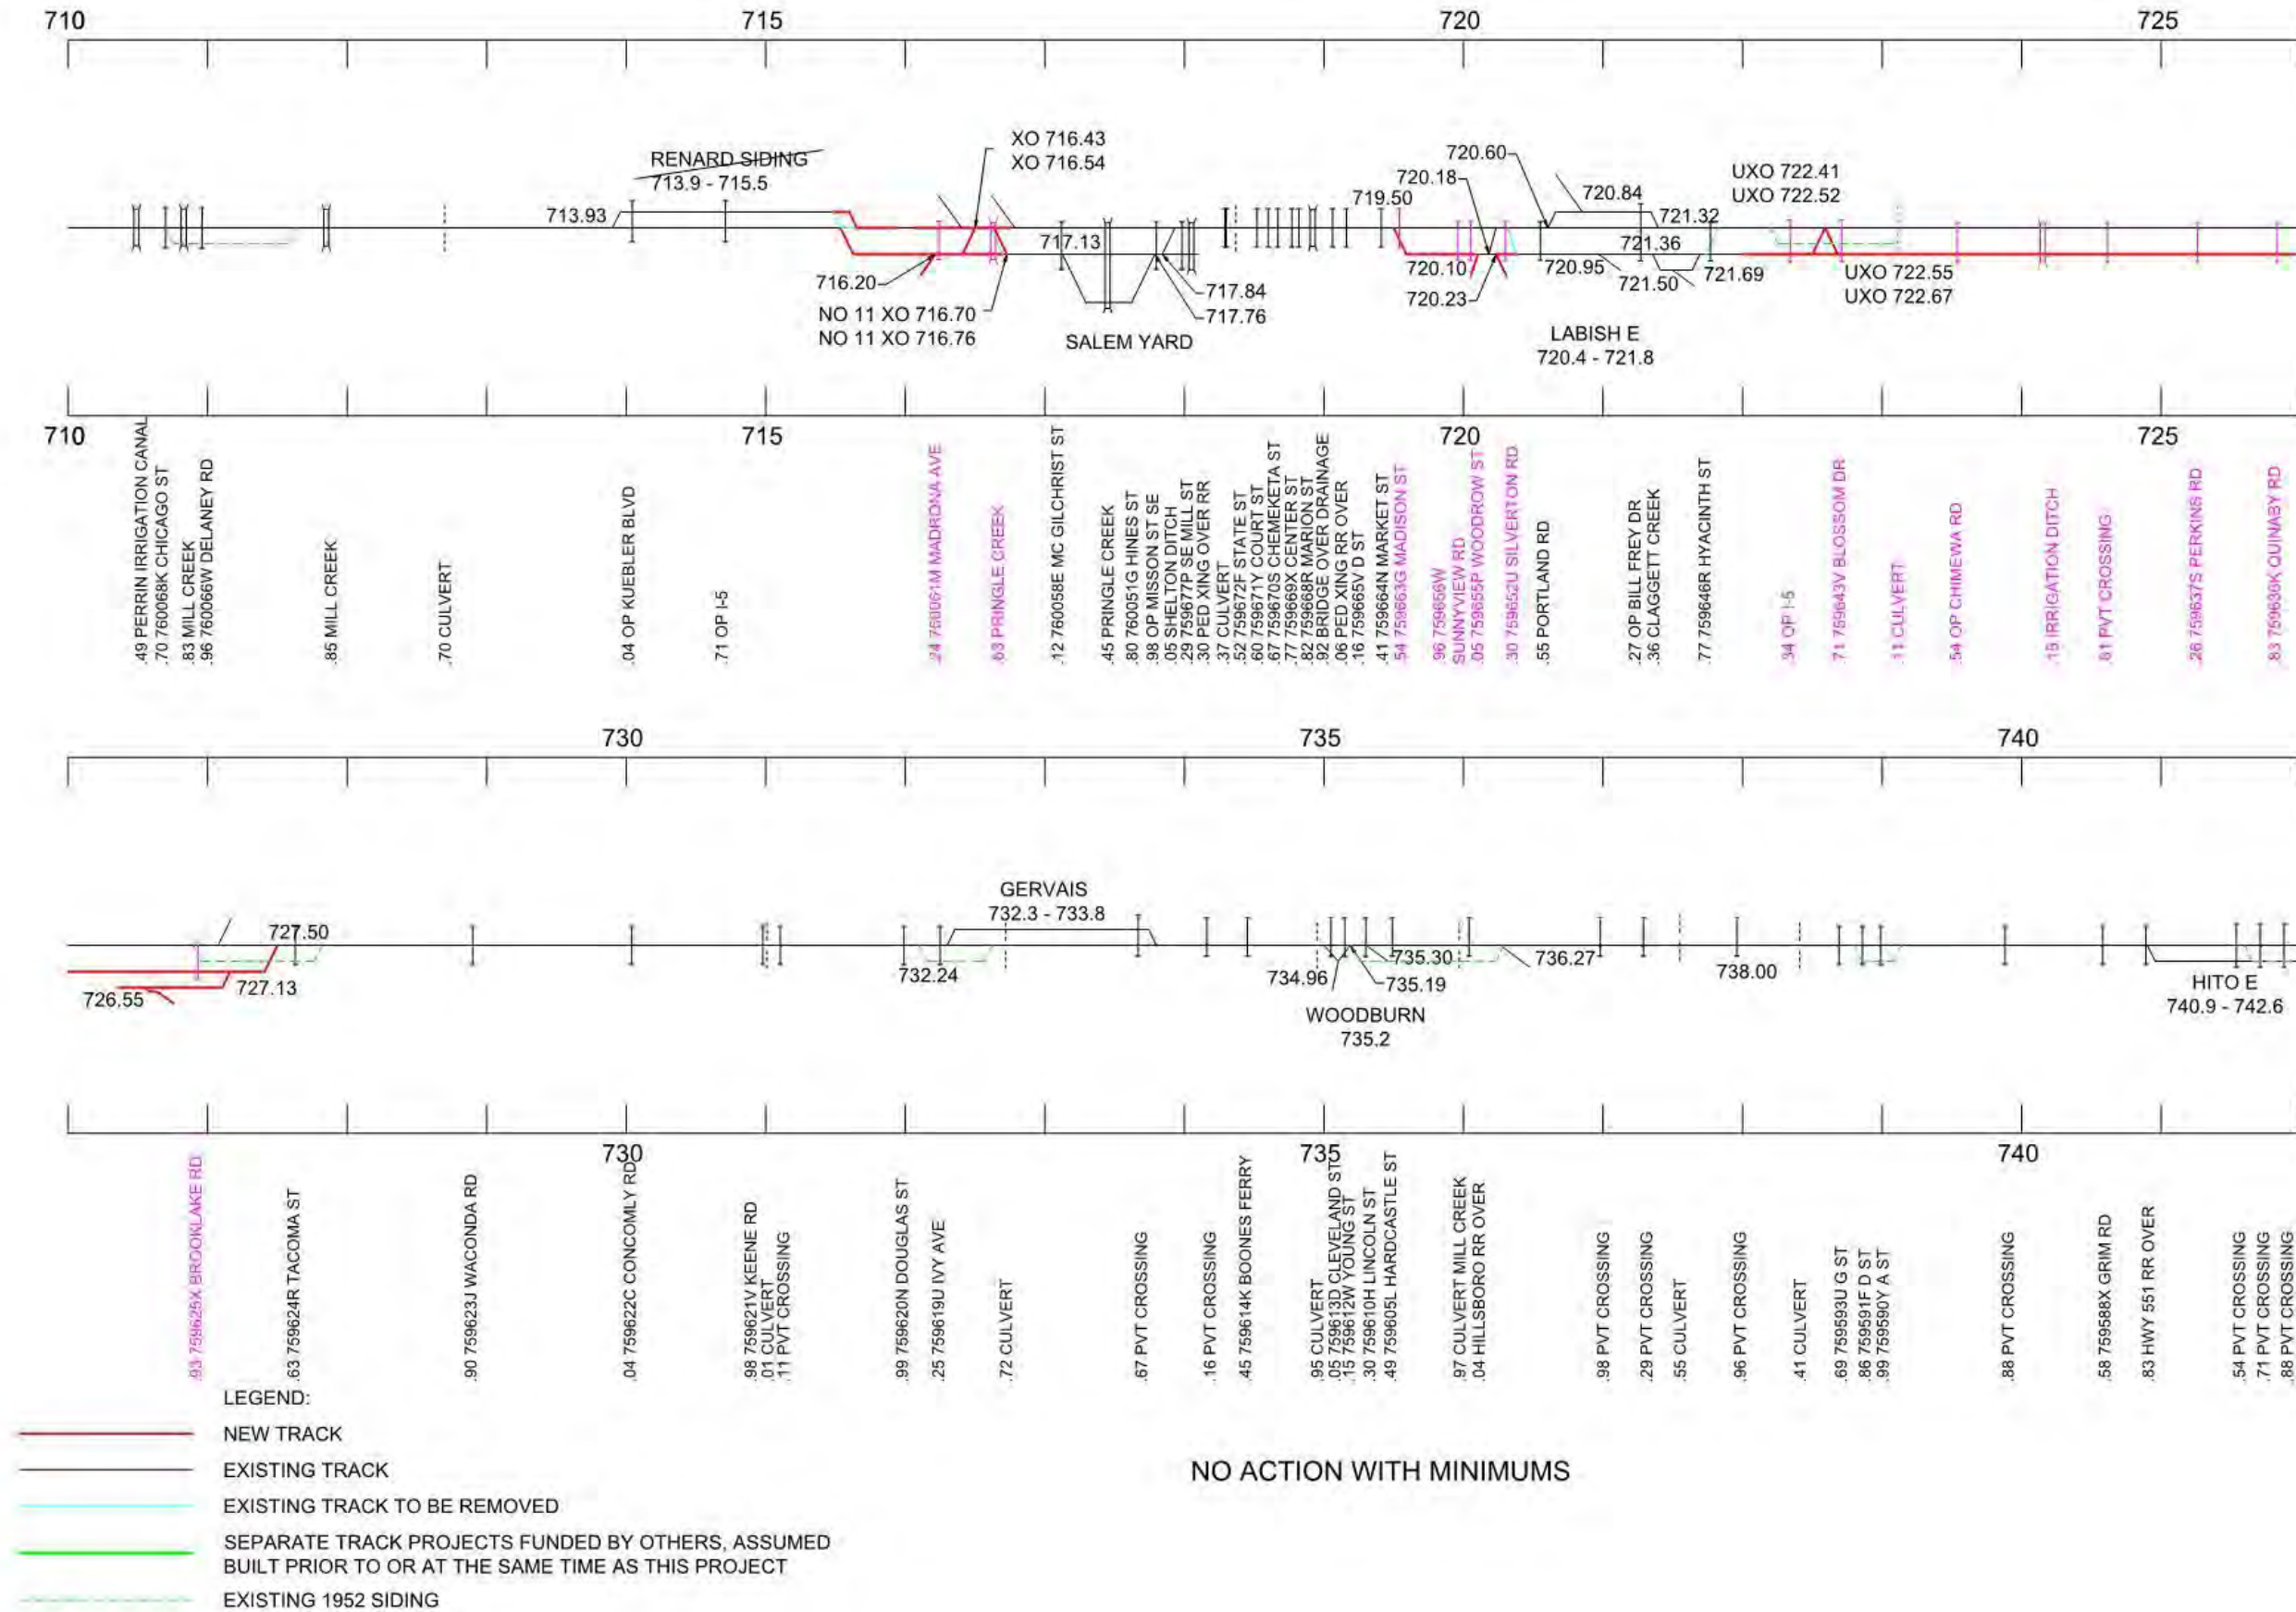 710 715 720 725
RENARD SIDING
713.9 - 715.5
713.93
XO 716.43
XO 716.54
716.20
NO 11 XO 716.70
NO 11 XO 716.76
717.13
717.84
717.76
SALEM YARD
719.50
720.60
720.18
720.10
720.23
720.84
721.32
721.36
720.95
721.50
721.69
LABISH E
720.4 - 721.8
UXO 722.41
UXO 722.52
UXO 722.55
UXO 722.67
710 715 720 725
.49 PERRIN IRRIGATION CANAL
.70 760068K CHICAGO ST
.83 MILL CREEK
.96 760066W DELANEY RD
.85 MILL CREEK
.70 CULVERT
.04 OP KUEBLER BLVD
.71 OP I-5
.24 760061M MADRDNA AVE
.63 PRINGLE CREEK
.12 760058E MC GILCHRIST ST
.45 PRINGLE CREEK
.80 760051G HINES ST
.98 OP MISSON ST SE
.05 SHELTON DITCH
.29 759677P SE MILL ST
.30 PED XING OVER RR
.37 CULVERT
.52 759672F STATE ST
.60 759671Y COURT ST
.67 759670S CHEMEKETA ST
.77 759669X CENTER ST
.82 759668R MARION ST
.92 BRIDGE OVER DRAINAGE
.06 PED XING RR OVER
.16 759665V D ST
.41 759664N MARKET ST
.54 759663G MADISON ST
.96 759656W
SUNNYVIEW RD
.05 759655P WOODROW ST
.30 759652U SILVERTON RD
.55 PORTLAND RD
.27 OP BILL FREY DR
.36 CLAGGETT CREEK
.77 759646R HYACINTH ST
.34 OP I-5
.71 759643V BLOSSOM DR
.11 CULVERT
.54 OP CHIMEWA RD
.15 IRRIGATION DITCH
.61 PVT CROSSING
.26 759637S PERKINS RD
.83 759636K QUINABY RD
730 735 740
727.50
726.55
727.13
732.24
GERVAIS
732.3 - 733.8
734.96
735.30
735.19
WOODBURN
735.2
736.27
738.00
HITO E
740.9 - 742.6
730 735 740
.93 759625X BROOKLAKE RD
.63 759624R TACOMA ST
.90 759623J WACONDA RD
.04 759622C CONCOMLY RD
.98 759621V KEENE RD
.01 CULVERT
.11 PVT CROSSING
.99 759620N DOUGLAS ST
.25 759619U IVY AVE
.72 CULVERT
.67 PVT CROSSING
.16 PVT CROSSING
.45 759614K BOONES FERRY
.95 CULVERT
.05 759613D CLEVELAND ST
.15 759612W YOUNG ST
.30 759610H LINCOLN ST
.49 759605L HARDCASTLE ST
.97 CULVERT MILL CREEK
.04 HILLSBORO RR OVER
.98 PVT CROSSING
.29 PVT CROSSING
.55 CULVERT
.96 PVT CROSSING
.41 CULVERT
.69 759593U G ST
.86 759591F D ST
.99 759590Y A ST
.88 PVT CROSSING
.58 759588X GRIM RD
.83 HWY 551 RR OVER
.54 PVT CROSSING
.71 PVT CROSSING
.88 PVT CROSSING
LEGEND:
NEW TRACK
EXISTING TRACK
EXISTING TRACK TO BE REMOVED
SEPARATE TRACK PROJECTS FUNDED BY OTHERS, ASSUMED
BUILT PRIOR TO OR AT THE SAME TIME AS THIS PROJECT
EXISTING 1952 SIDING
NO ACTION WITH MINIMUMS